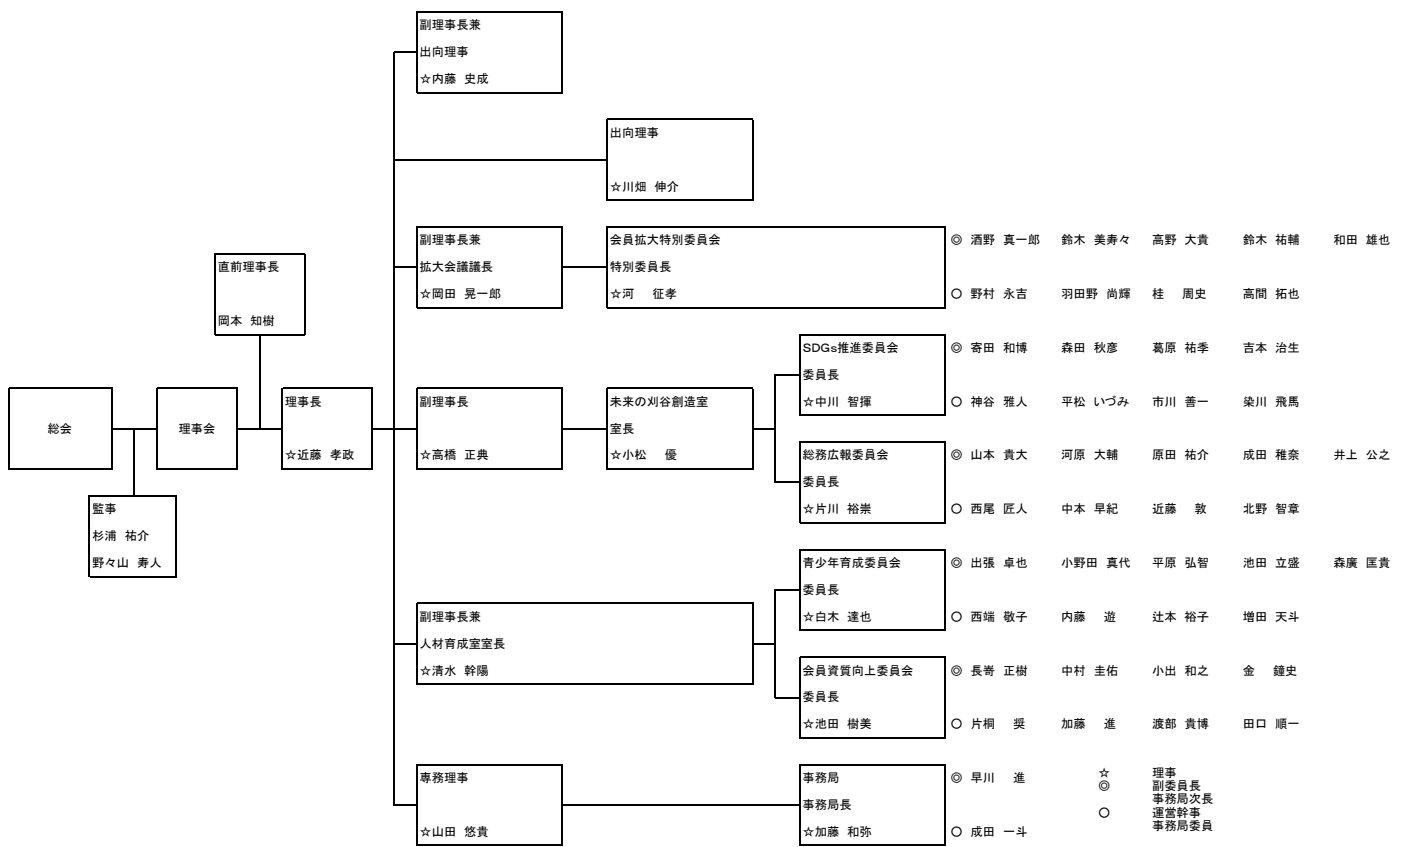 副理事長兼
出向理事
☆内藤 史成
出向理事
☆川畑 伸介
副理事長兼
拡大会議議長
☆岡田 晃一郎
会員拡大特別委員会
特別委員長
☆河 征孝
◎ 酒野 真一郎 鈴木 美寿々 高野 大貴 鈴木 祐輔 和田 雄也
○ 野村 永吉 羽田野 尚輝 桂 周史 高間 拓也
直前理事長
岡本 知樹
総会
理事会
理事長
☆近藤 孝政
監事
杉浦 祐介
野々山 寿人
副理事長
☆高橋 正典
未来の刈谷創造室
室長
☆小松 優
SDGs推進委員会
委員長
☆中川 智揮
◎ 寄田 和博 森田 秋彦 葛原 祐季 吉本 治生
○ 神谷 雅人 平松 いづみ 市川 善一 染川 飛馬
総務広報委員会
委員長
☆片川 裕崇
◎ 山本 貴大 河原 大輔 原田 祐介 成田 稚奈 井上 公之
○ 西尾 匠人 中本 早紀 近藤 敦 北野 智章
副理事長兼
人材育成室室長
☆清水 幹陽
青少年育成委員会
委員長
☆白木 達也
◎ 出張 卓也 小野田 真代 平原 弘智 池田 立盛 森廣 匡貴
○ 西端 敬子 内藤 遊 辻本 裕子 増田 天斗
会員資質向上委員会
委員長
☆池田 樹美
◎ 長嵜 正樹 中村 圭佑 小出 和之 金 鐘史
○ 片桐 奨 加藤 進 渡部 貴博 田口 順一
専務理事
☆山田 悠貴
事務局
事務局長
☆加藤 和弥
◎ 早川 進
○ 成田 一斗
☆ 理事
◎ 副委員長
事務局次長
○ 運営幹事
事務局委員